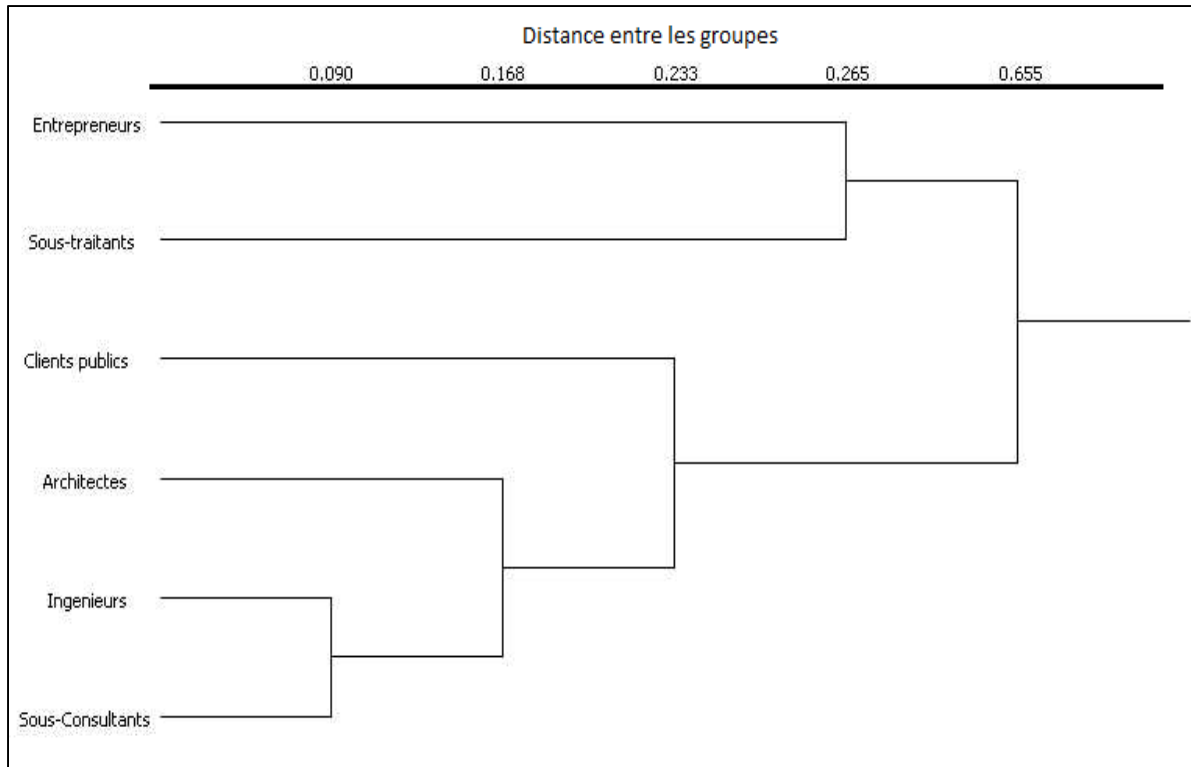 Distance entre les groupes
0.090 0.168 0.233 0.265 0.655
Entrepreneurs
Sous-traitants
Clients publics
Architectes
Ingenieurs
Sous-Consultants